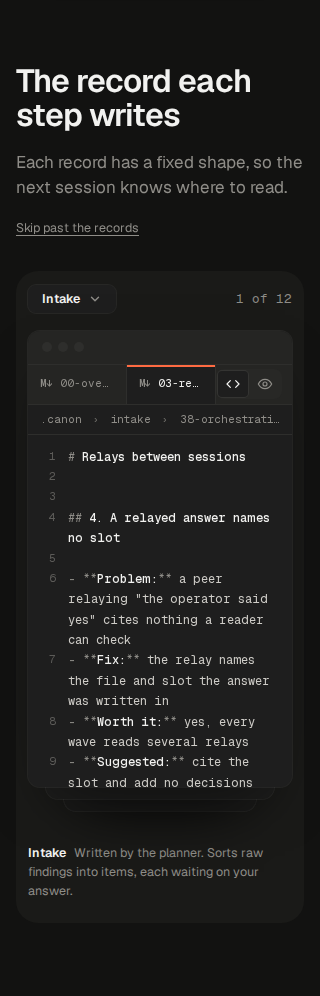 The record each
step writes
Each record has a fixed shape, so the
next session knows where to read.
Skip past the records
Intake
1 of 12
M↓ 00-ove…
M↓ 03-re…
.canon › intake › 38-orchestrati…
1 # Relays between sessions
2
3
4 ## 4. A relayed answer names
no slot
5
6 - **Problem:** a peer
relaying "the operator said
yes" cites nothing a reader
can check
7 - **Fix:** the relay names
the file and slot the answer
was written in
8 - **Worth it:** yes, every
wave reads several relays
9 - **Suggested:** cite the
slot and add no decisions
Intake Written by the planner. Sorts raw
findings into items, each waiting on your
answer.